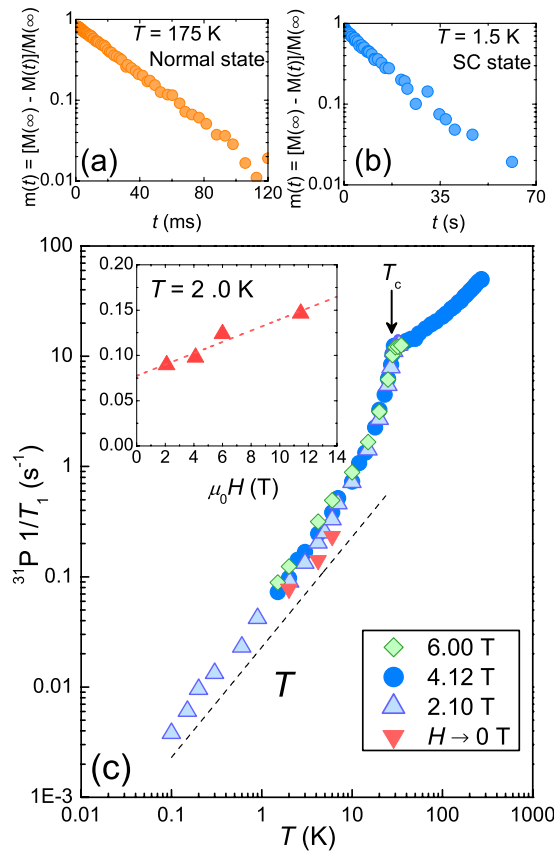 T = 175 K
Normal state
m(t) = [M(∞) - M(t)]/M(∞)
1
0.1
0.01
0 40 80 120
t (ms)
(a)
T = 1.5 K
SC state
m(t) = [M(∞) - M(t)]/M(∞)
1
0.1
0.01
0 35 70
t (s)
(b)
100
10
1
0.1
0.01
1E-3
³¹P 1/T₁ (s⁻¹)
T = 2 .0 K
0.20
0.15
0.10
0.05
0.00
0 2 4 6 8 10 12 14
μ₀H (T)
T_c
T
6.00 T
4.12 T
2.10 T
H → 0 T
(c)
0.01 0.1 1 10 100 1000
T (K)